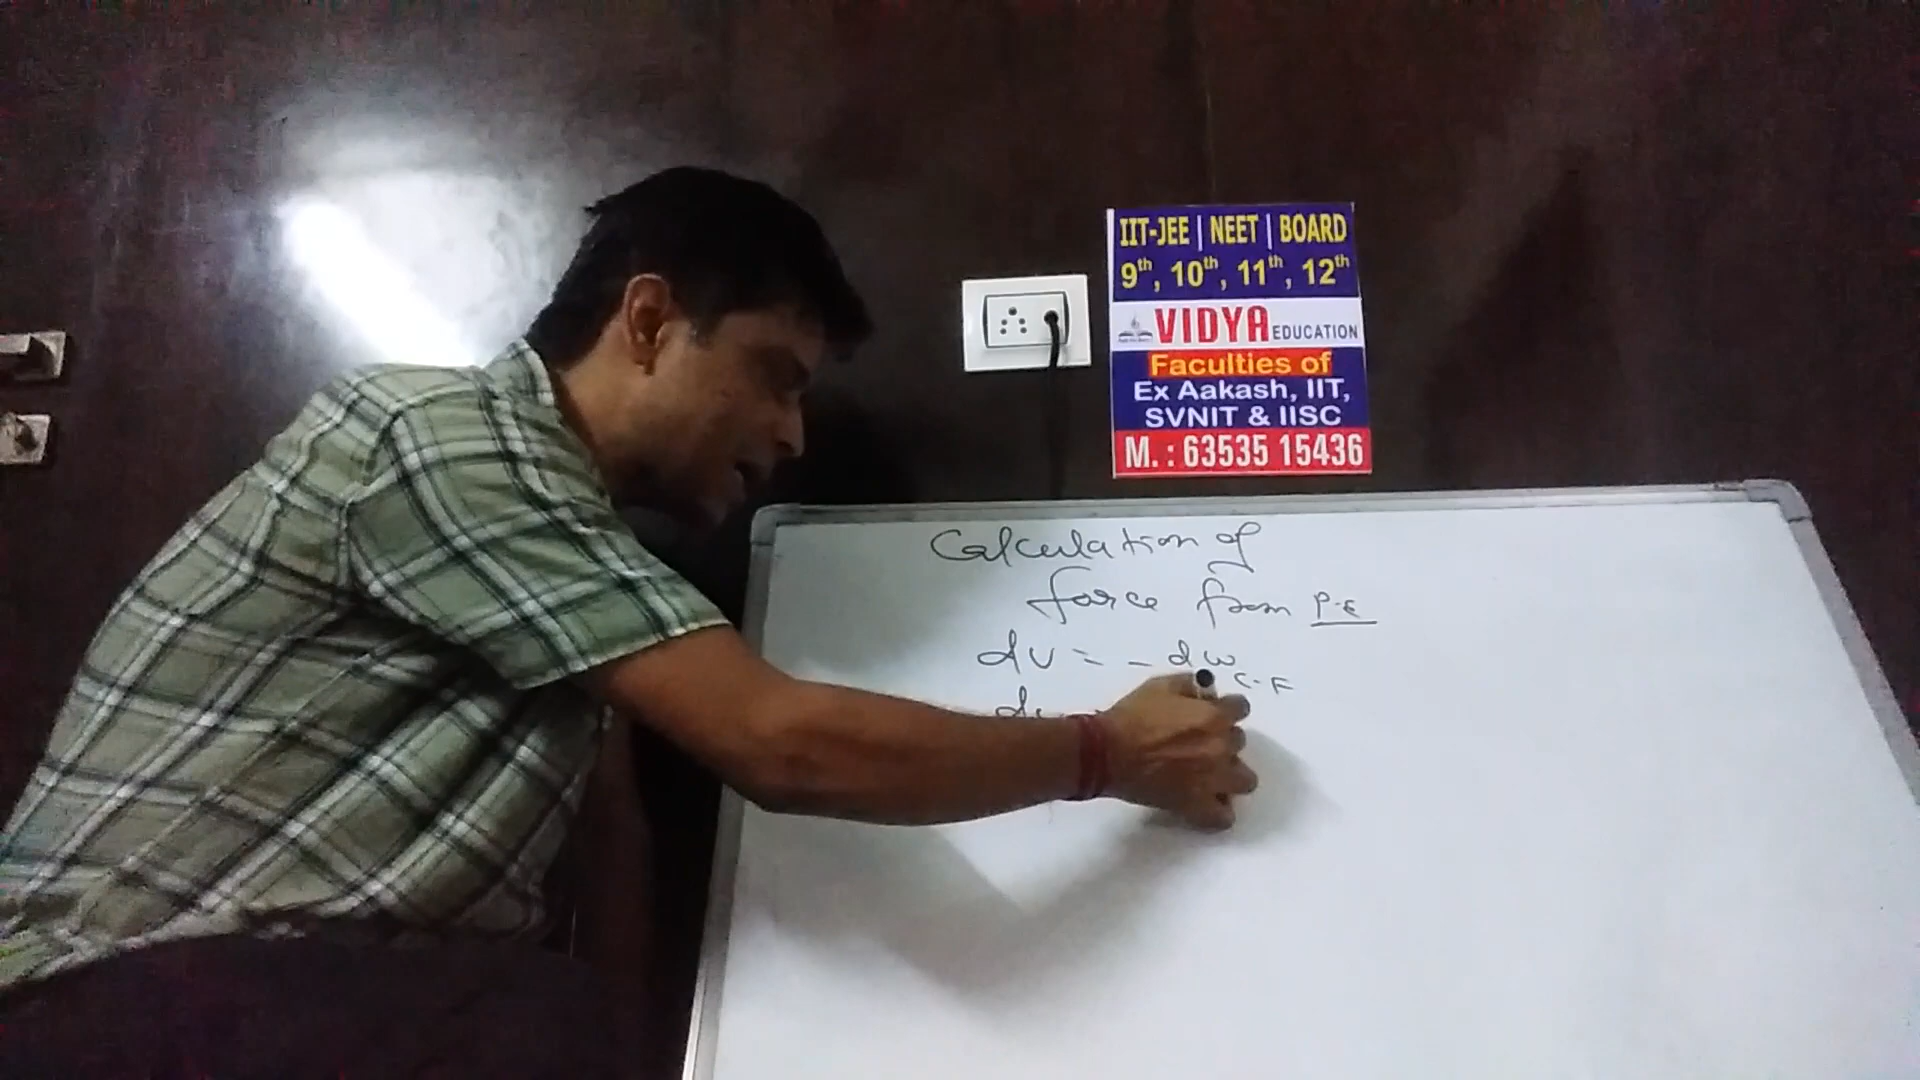 IIT-JEE | NEET | BOARD
9th, 10th, 11th, 12th
VIDYA EDUCATION
Faculties of
Ex Aakash, IIT,
SVNIT & IISC
M. : 63535 15436
Calculation of
force from P.E
dU = - dW C.F